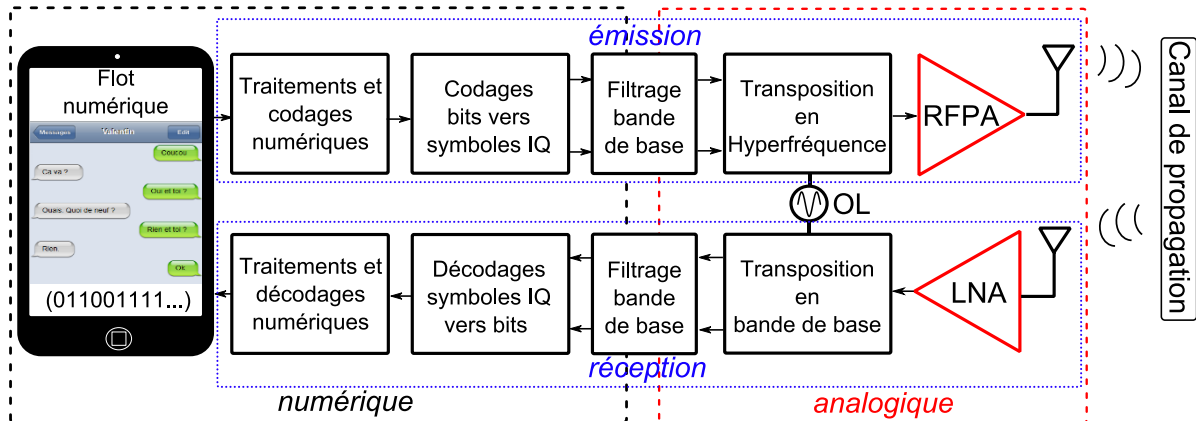 Flot
numérique
Messages
Valentin
Edit
Coucou
Ca va ?
Oui et toi ?
Ouais. Quoi de neuf ?
Rien et toi ?
Rien.
Ok.
(011001111...)
émission
Traitements et
codages
numériques
Codages
bits vers
symboles IQ
Filtrage
bande
de base
Transposition
en
Hyperfréquence
RFPA
OL
Traitements et
décodages
numériques
Décodages
symboles IQ
vers bits
Filtrage
bande
de base
Transposition
en
bande de base
LNA
réception
numérique
analogique
Canal de propagation